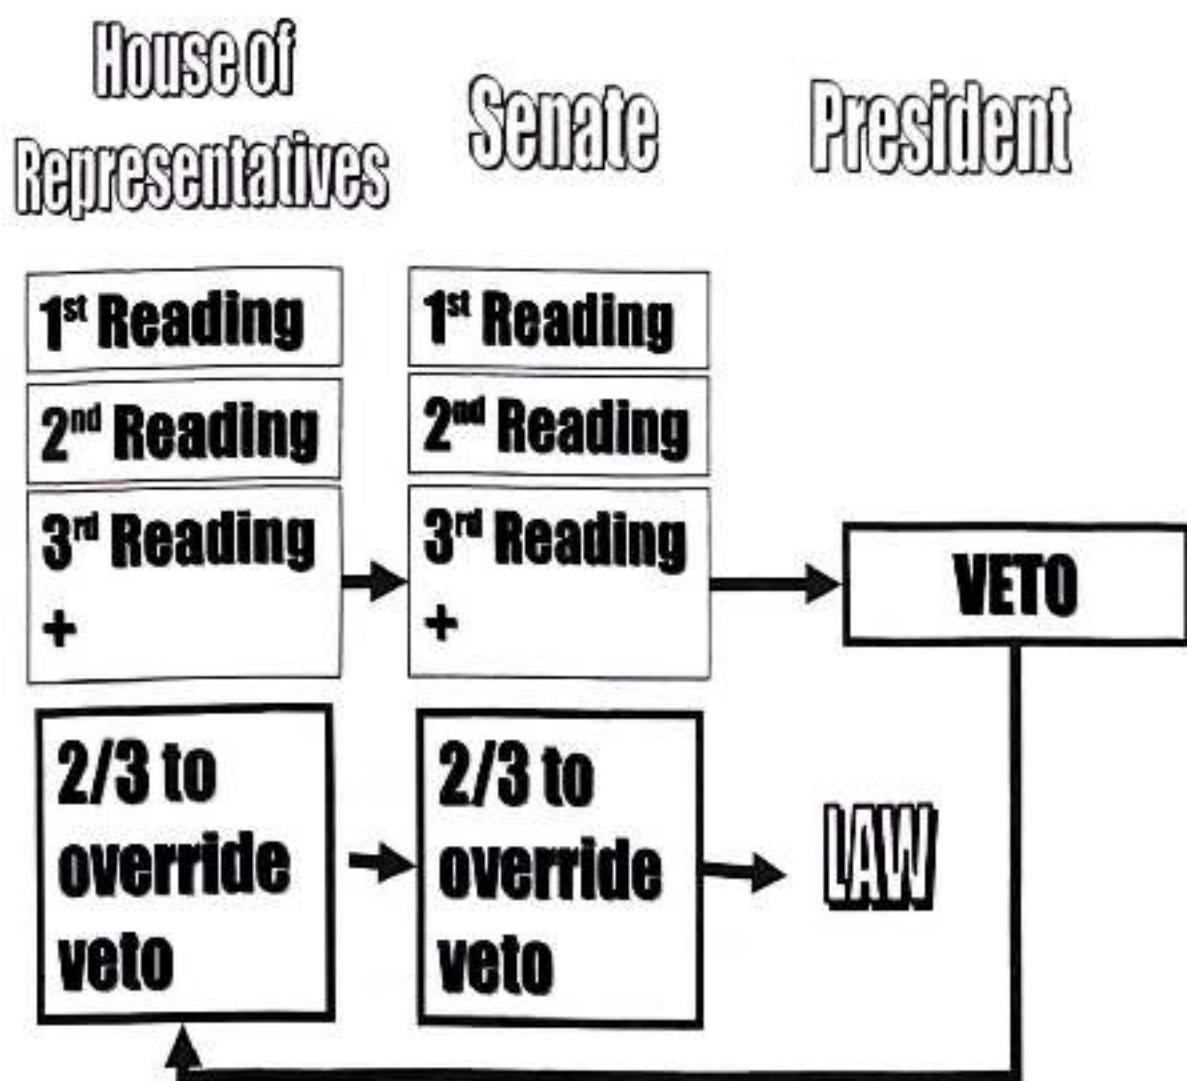 House of
Representatives
Senate
President
1st Reading
2nd Reading
3rd Reading
+
1st Reading
2nd Reading
3rd Reading
+
VETO
2/3 to
override
veto
2/3 to
override
veto
LAW